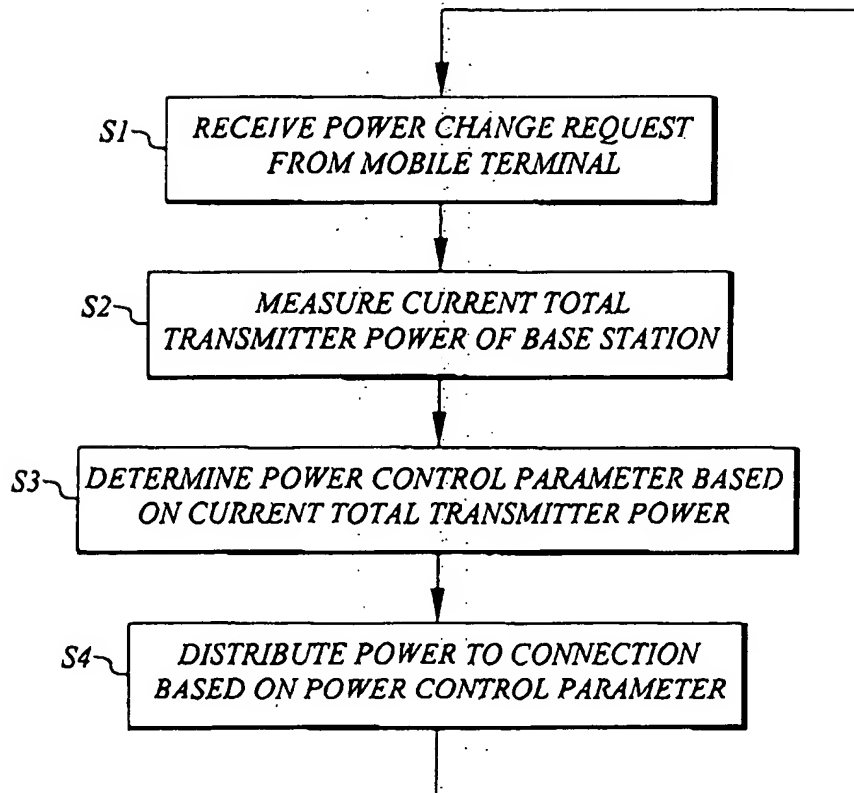 S1
RECEIVE POWER CHANGE REQUEST
FROM MOBILE TERMINAL
S2
MEASURE CURRENT TOTAL
TRANSMITTER POWER OF BASE STATION
S3
DETERMINE POWER CONTROL PARAMETER BASED
ON CURRENT TOTAL TRANSMITTER POWER
S4
DISTRIBUTE POWER TO CONNECTION
BASED ON POWER CONTROL PARAMETER